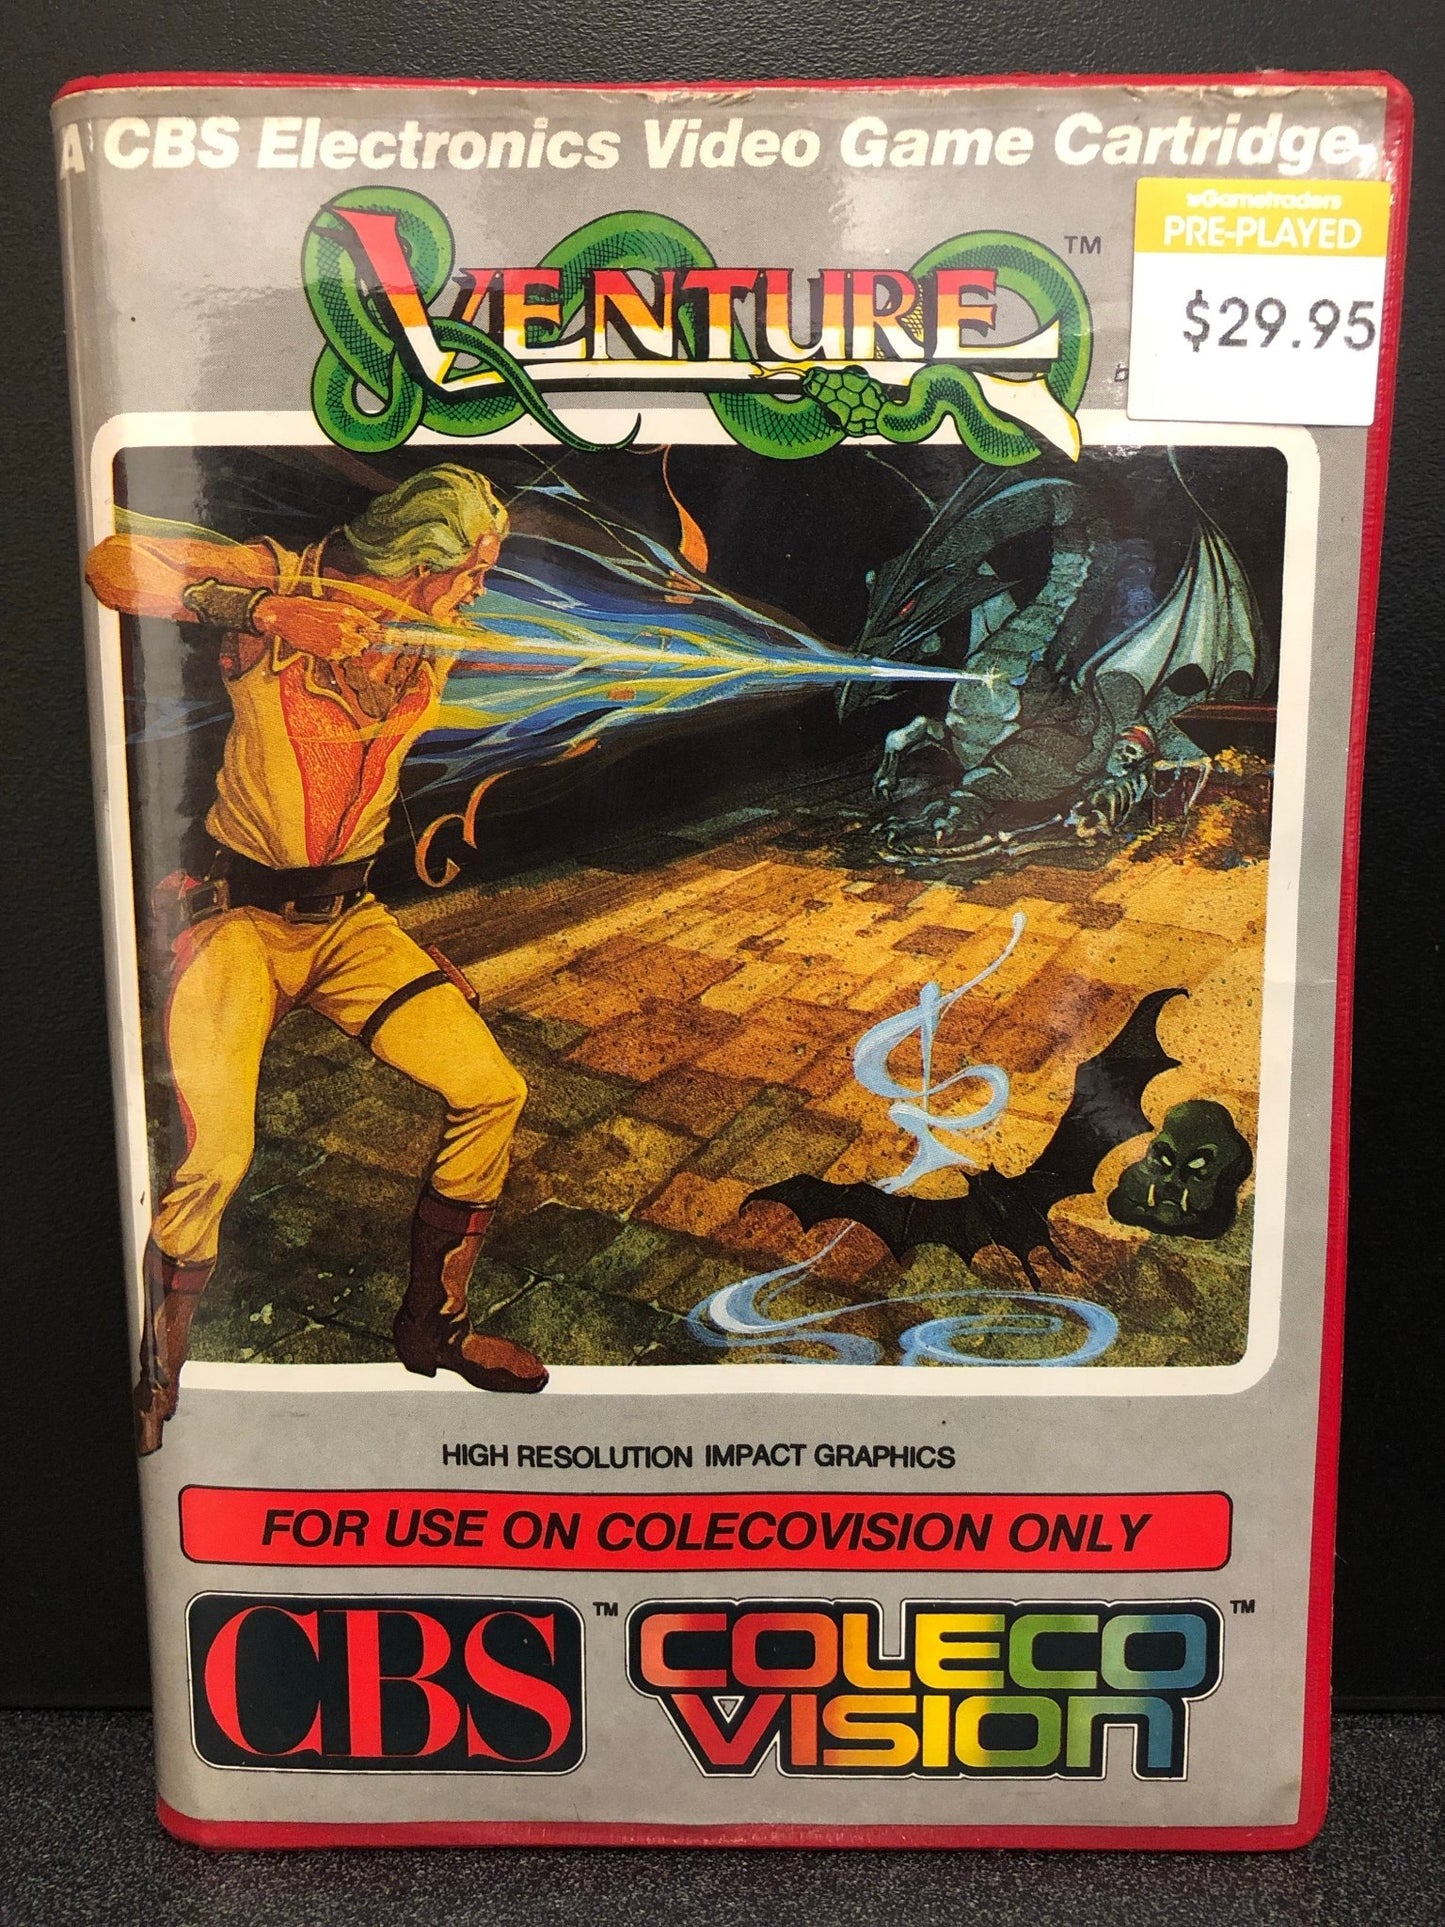 A CBS Electronics Video Game Cartridge,
eGametraders
PRE-PLAYED
$29.95
VENTURE TM
HIGH RESOLUTION IMPACT GRAPHICS
FOR USE ON COLECOVISION ONLY
CBS TM
COLECO TM
VISION